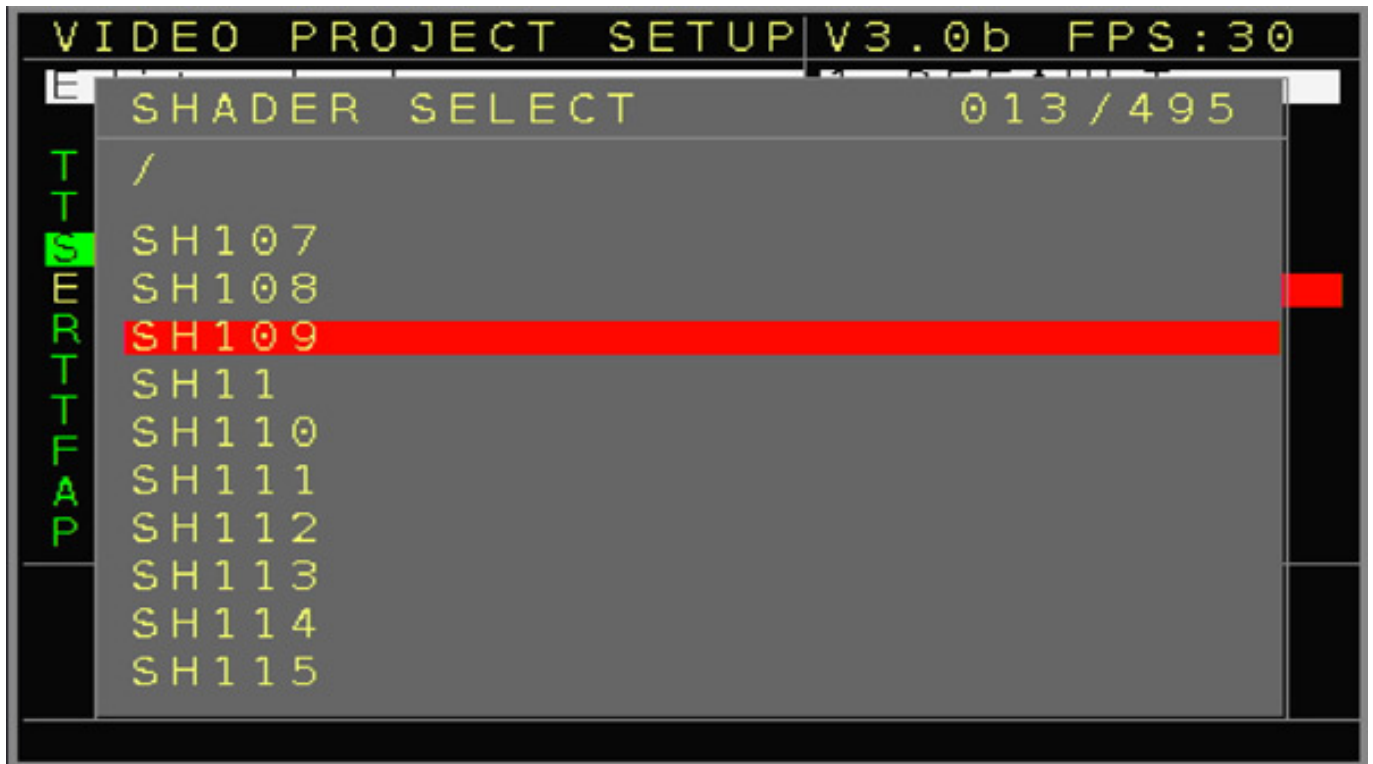 VIDEO PROJECT SETUP V3.0b FPS:30
SHADER SELECT 013/495
/
T
T
S
E
R
T
T
F
A
P
SH107
SH108
SH109
SH11
SH110
SH111
SH112
SH113
SH114
SH115